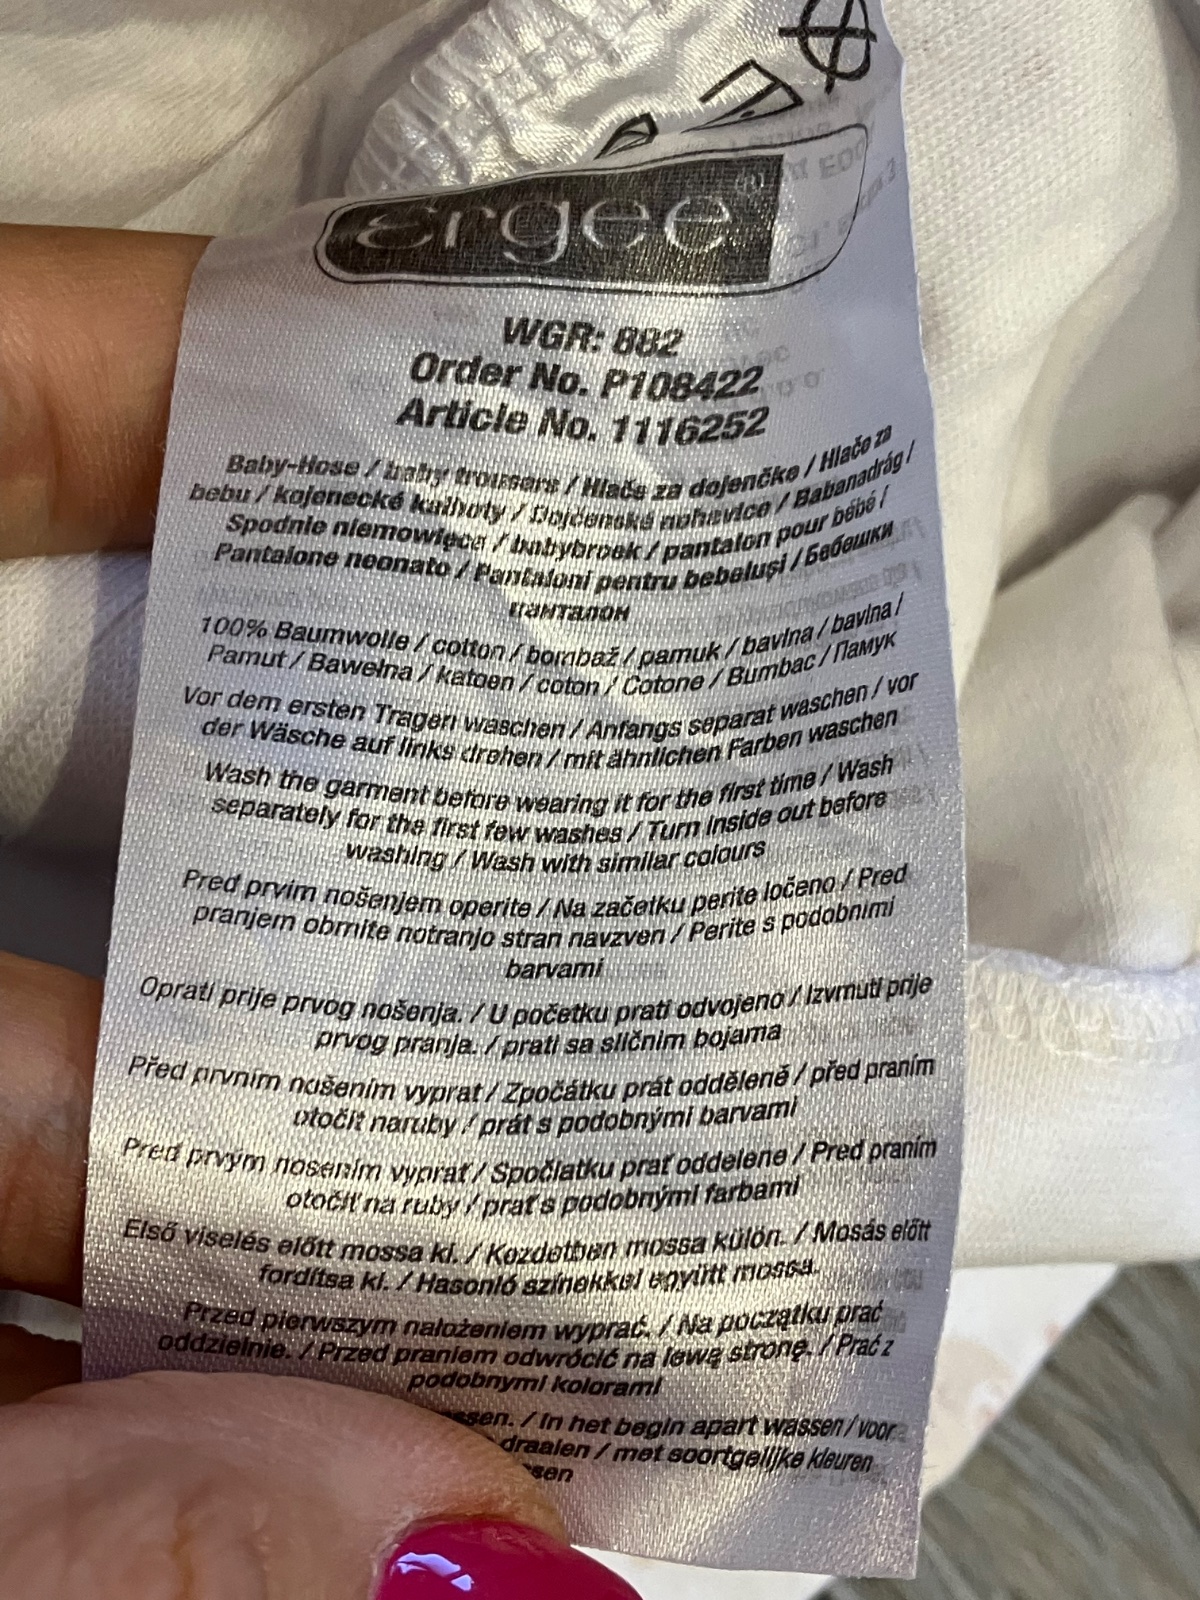 ergee®
WGR: 882
Order No. P108422
Article No. 1116252
Baby-Hose / baby trousers / Hlače za dojenčke / Hlače za
bebu / kojenecké kalhoty / Dojčenské nohavice / Babanadrág /
Spodnie niemowięce / babybroek / pantalon pour bébé /
Pantalone neonato / Pantaloni pentru bebeluși / Бебешки
панталон
100% Baumwolle / cotton / bombaž / pamuk / bavlna / bavlna /
Pamut / Bawełna / katoen / coton / Cotone / Bumbac / Памук
Vor dem ersten Tragen waschen / Anfangs separat waschen / vor
der Wäsche auf links drehen / mit ähnlichen Farben waschen
Wash the garment before wearing it for the first time / Wash
separately for the first few washes / Turn inside out before
washing / Wash with similar colours
Pred prvim nošenjem operite / Na začetku perite ločeno / Pred
pranjem obrnite notranjo stran navzven / Perite s podobnimi
barvami
Oprati prije prvog nošenja. / U početku prati odvojeno / Izvrnuti prije
prvog pranja. / prati sa sličnim bojama
Před prvním nošením vyprat / Zpočátku prát odděleně / před praním
otočit naruby / prát s podobnými barvami
Pred prvým nosením vyprať / Spočiatku prať oddelene / Pred praním
otočiť na ruby / prať s podobnými farbami
Első viselés előtt mossa ki. / Kezdetben mossa külön. / Mosás előtt
fordítsa ki. / Hasonló színekkel együtt mossa.
Przed pierwszym nałożeniem wyprać. / Na początku prać
oddzielnie. / Przed praniem odwrócić na lewą stronę. / Prać z
podobnymi kolorami
/ In het begin apart wassen / voor
draaien / met soortgelijke kleuren